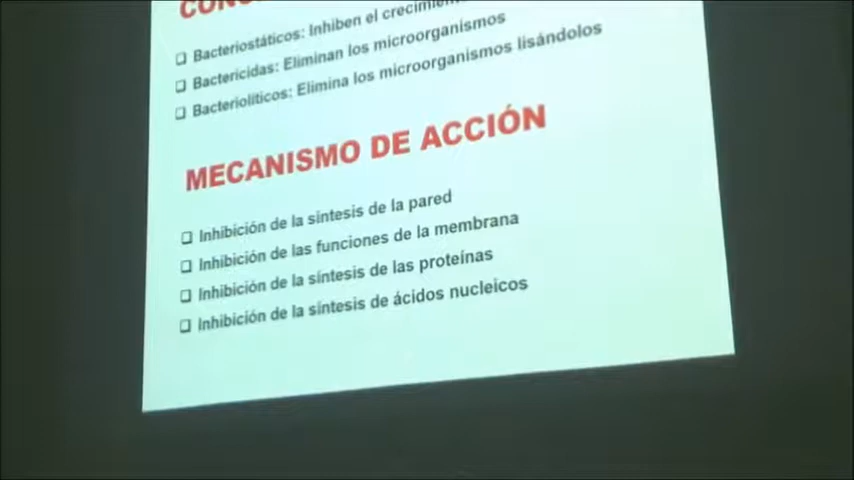 Bacteriostáticos: Inhiben el
Bactericidas: Eliminan los microorganismos
Bacteriolíticos: Elimina los microorganismos lisándolos
MECANISMO DE ACCIÓN
Inhibición de la síntesis de la pared
Inhibición de las funciones de la membrana
Inhibición de la síntesis de las proteínas
Inhibición de la síntesis de ácidos nucleicos